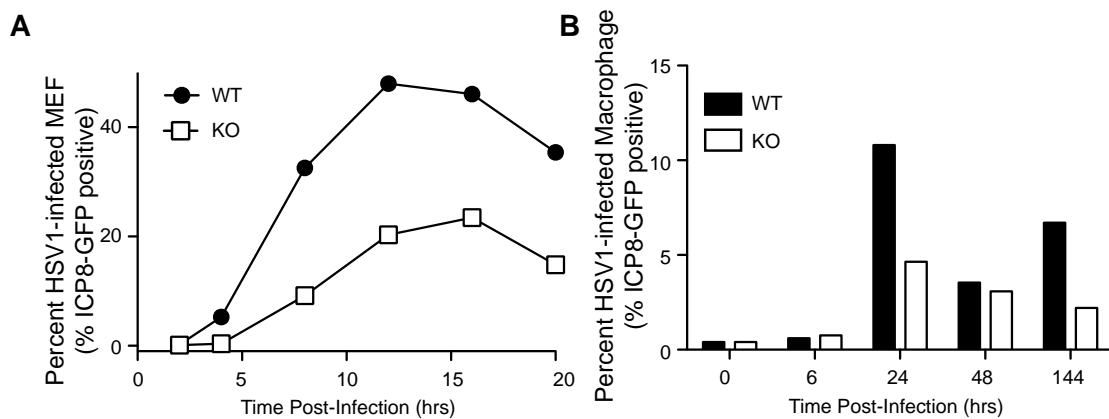 A
Percent HSV1-infected MEF
(% ICP8-GFP positive)
40
20
0
WT
KO
0
5
10
15
20
Time Post-Infection (hrs)
B
Percent HSV1-infected Macrophage
(% ICP8-GFP positive)
15
10
5
0
WT
KO
0
6
24
48
144
Time Post-Infection (hrs)